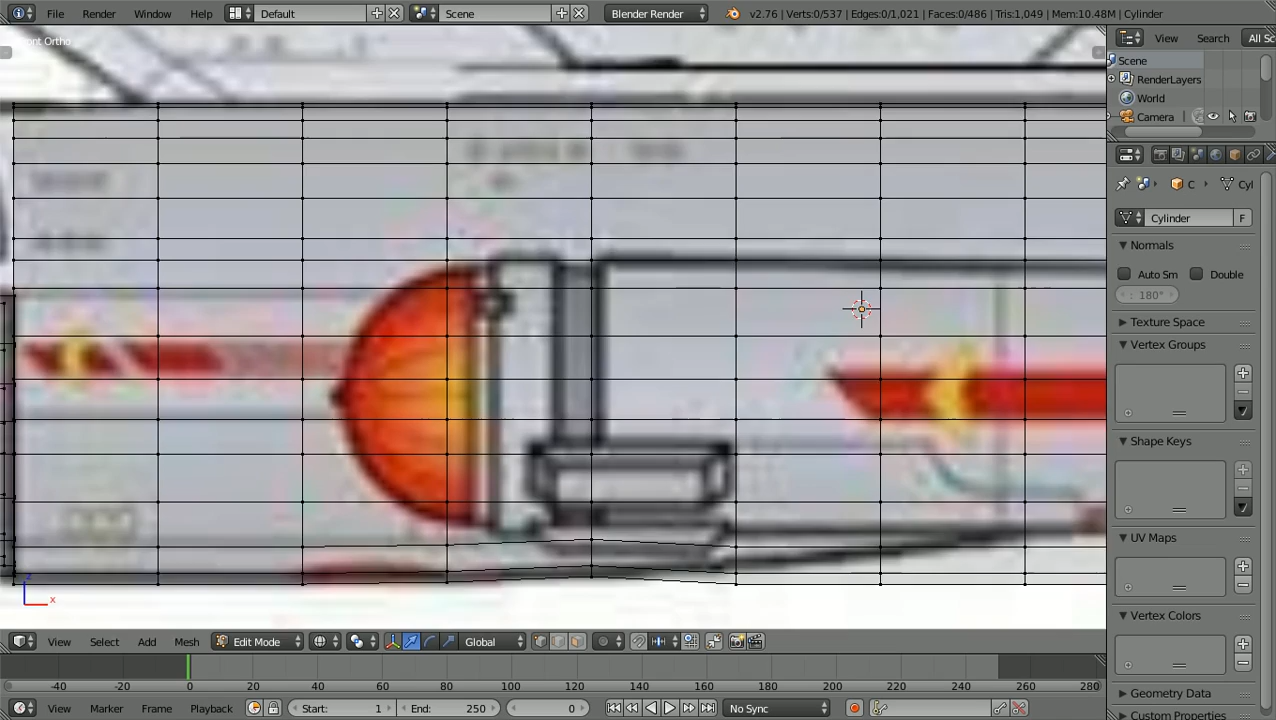 File Render Window Help Default Scene Blender Render v2.76 | Verts:0/537 | Edges:0/1,021 | Faces:0/486 | Tris:1,049 | Mem:10.48M | Cylinder
ont Ortho
View Search All Sc
Scene
RenderLayers
World
Camera
C Cyl
Cylinder F
Normals
Auto Sm Double
: 180°
Texture Space
Vertex Groups
Shape Keys
UV Maps
Vertex Colors
Geometry Data
Custom Properties
z
x
View Select Add Mesh Edit Mode Global
-40 -20 0 20 40 60 80 100 120 140 160 180 200 220 240 260 280
View Marker Frame Playback Start: 1 End: 250 0 No Sync